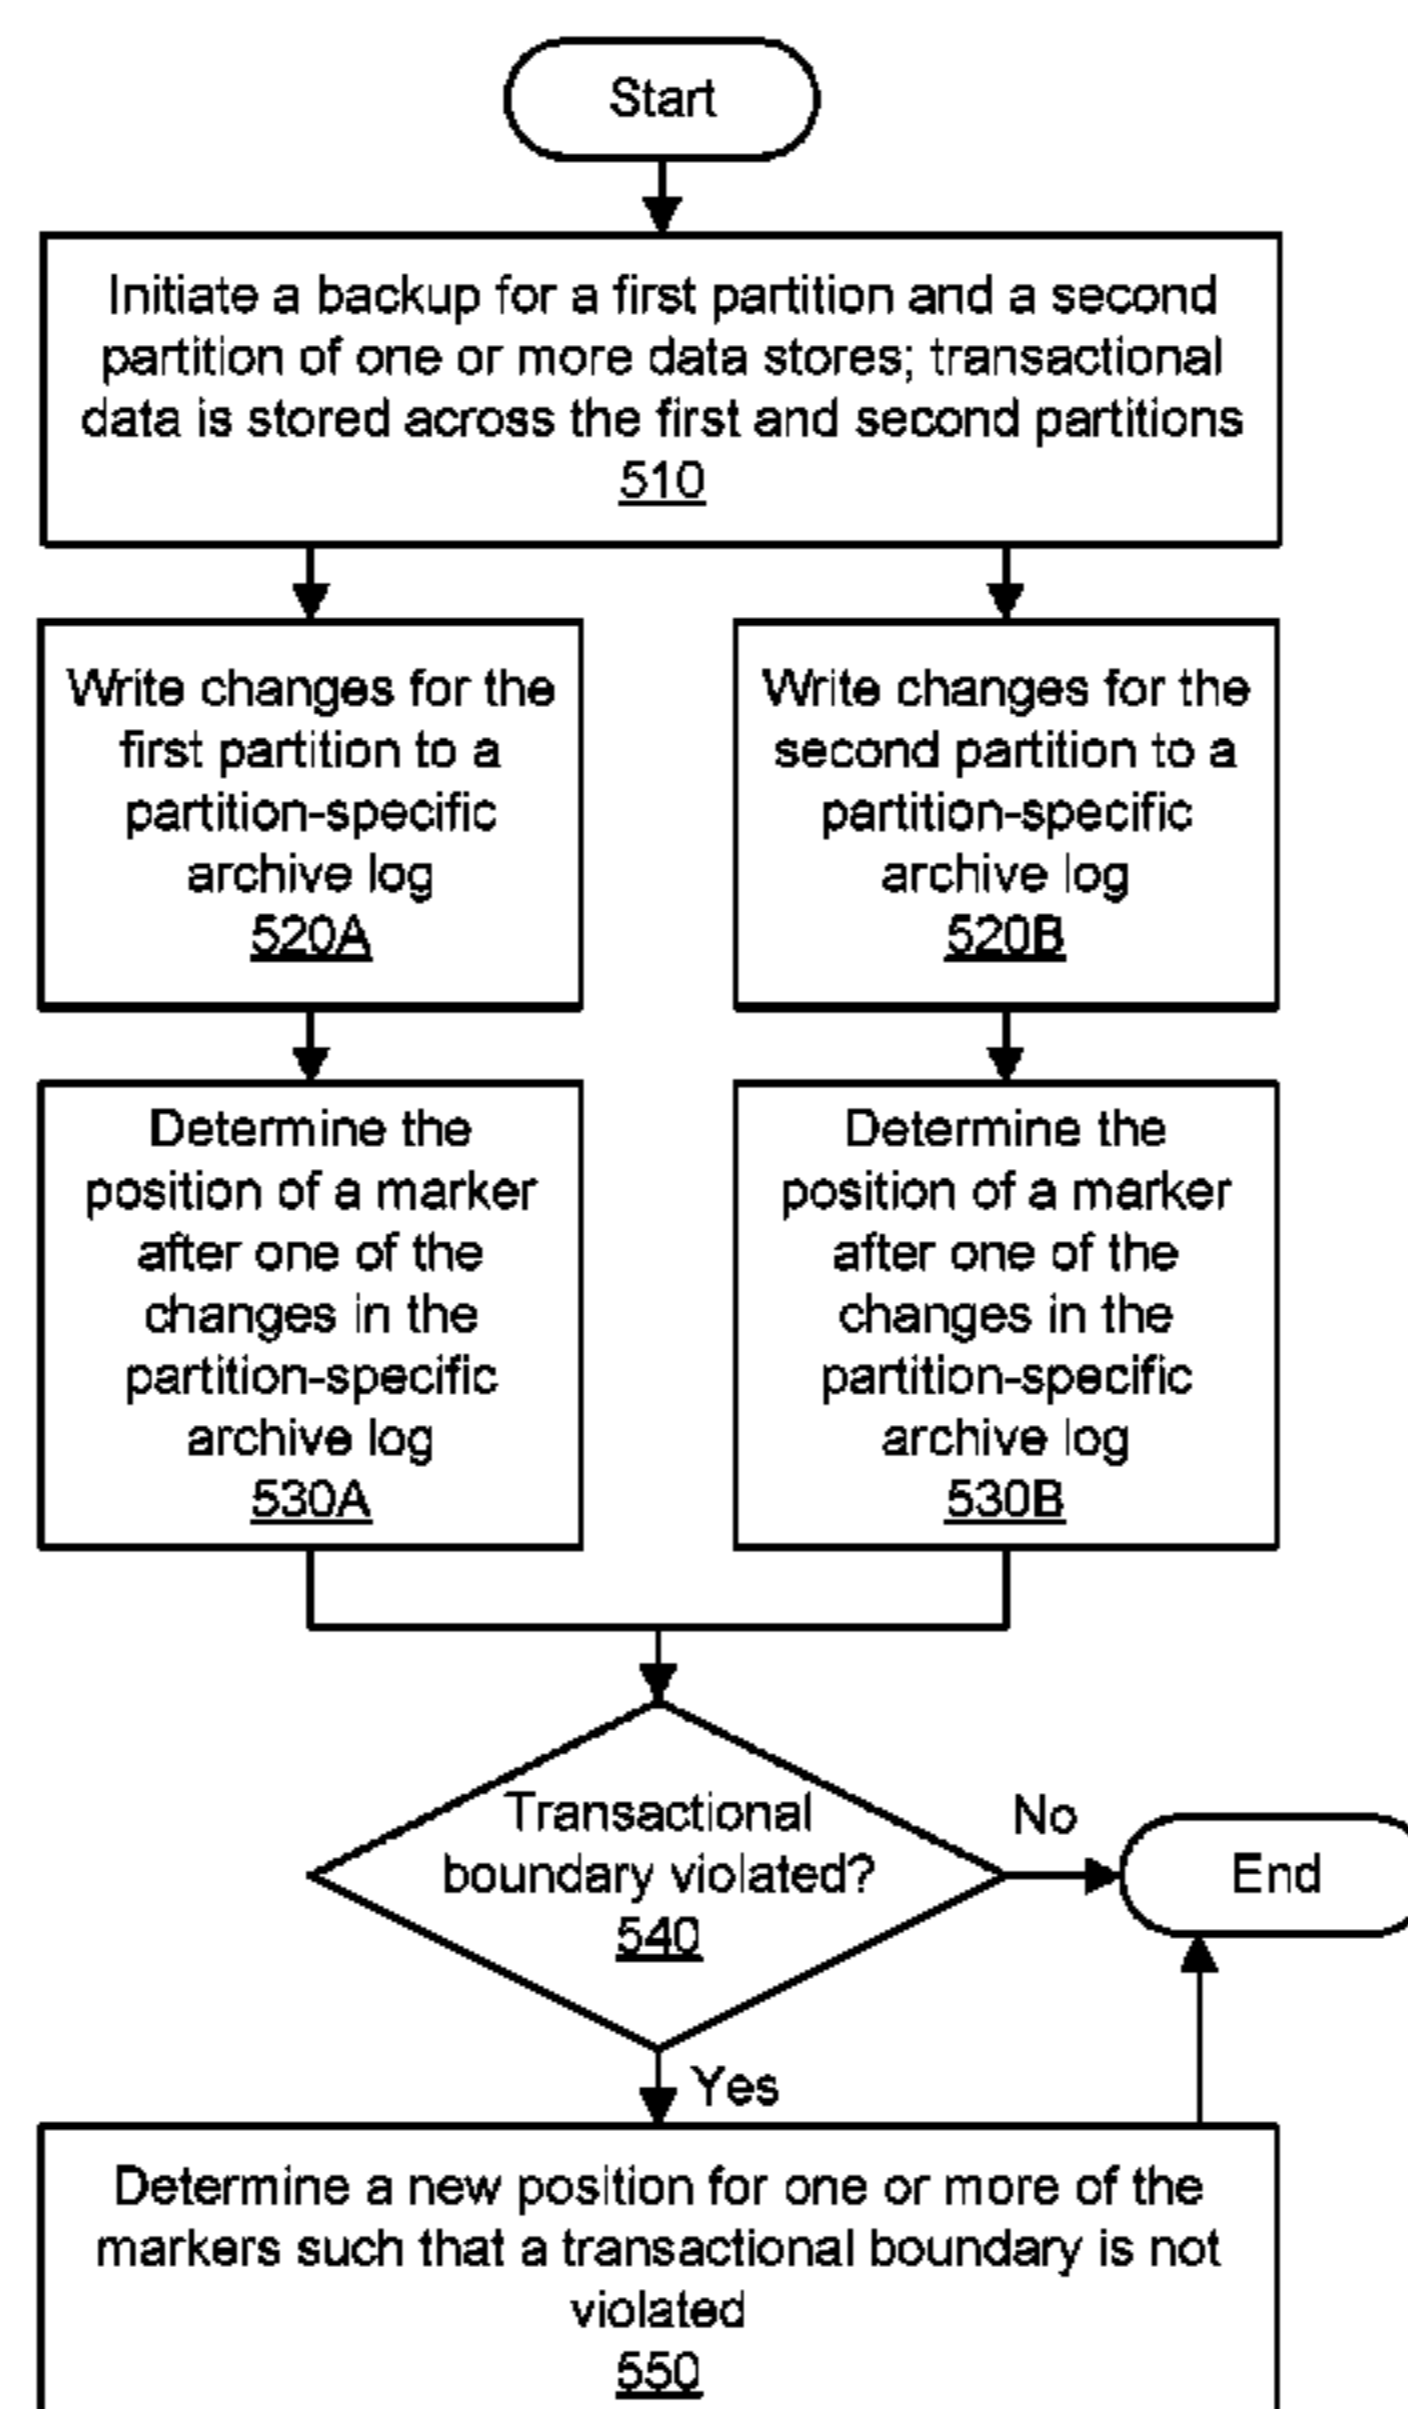 Start
Initiate a backup for a first partition and a second
partition of one or more data stores; transactional
data is stored across the first and second partitions
510
Write changes for the
first partition to a
partition-specific
archive log
520A
Write changes for the
second partition to a
partition-specific
archive log
520B
Determine the
position of a marker
after one of the
changes in the
partition-specific
archive log
530A
Determine the
position of a marker
after one of the
changes in the
partition-specific
archive log
530B
Transactional
boundary violated?
540
No
End
Yes
Determine a new position for one or more of the
markers such that a transactional boundary is not
violated
550